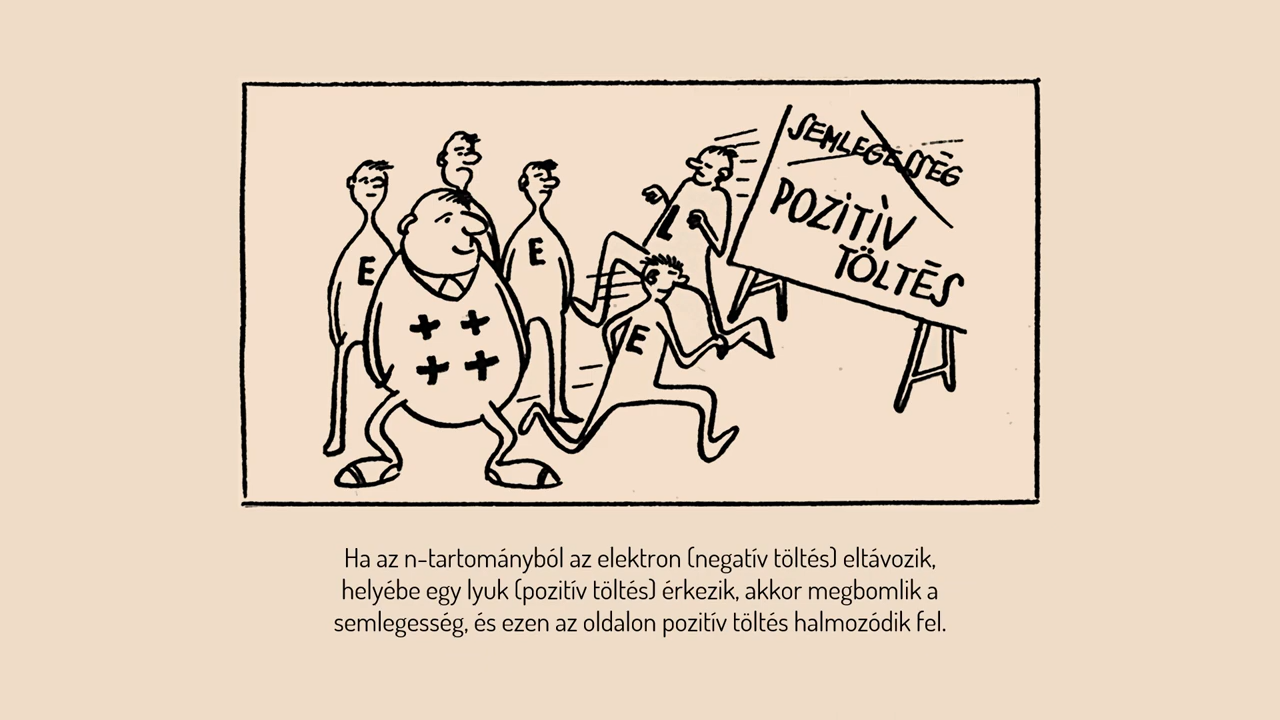 SEMLEGESSÉG
POZITÍV
TÖLTÉS
E
E
L
E
+ +
+ +
Ha az n-tartományból az elektron (negatív töltés) eltávozik,
helyébe egy lyuk (pozitív töltés) érkezik, akkor megbomlik a
semlegesség, és ezen az oldalon pozitív töltés halmozódik fel.